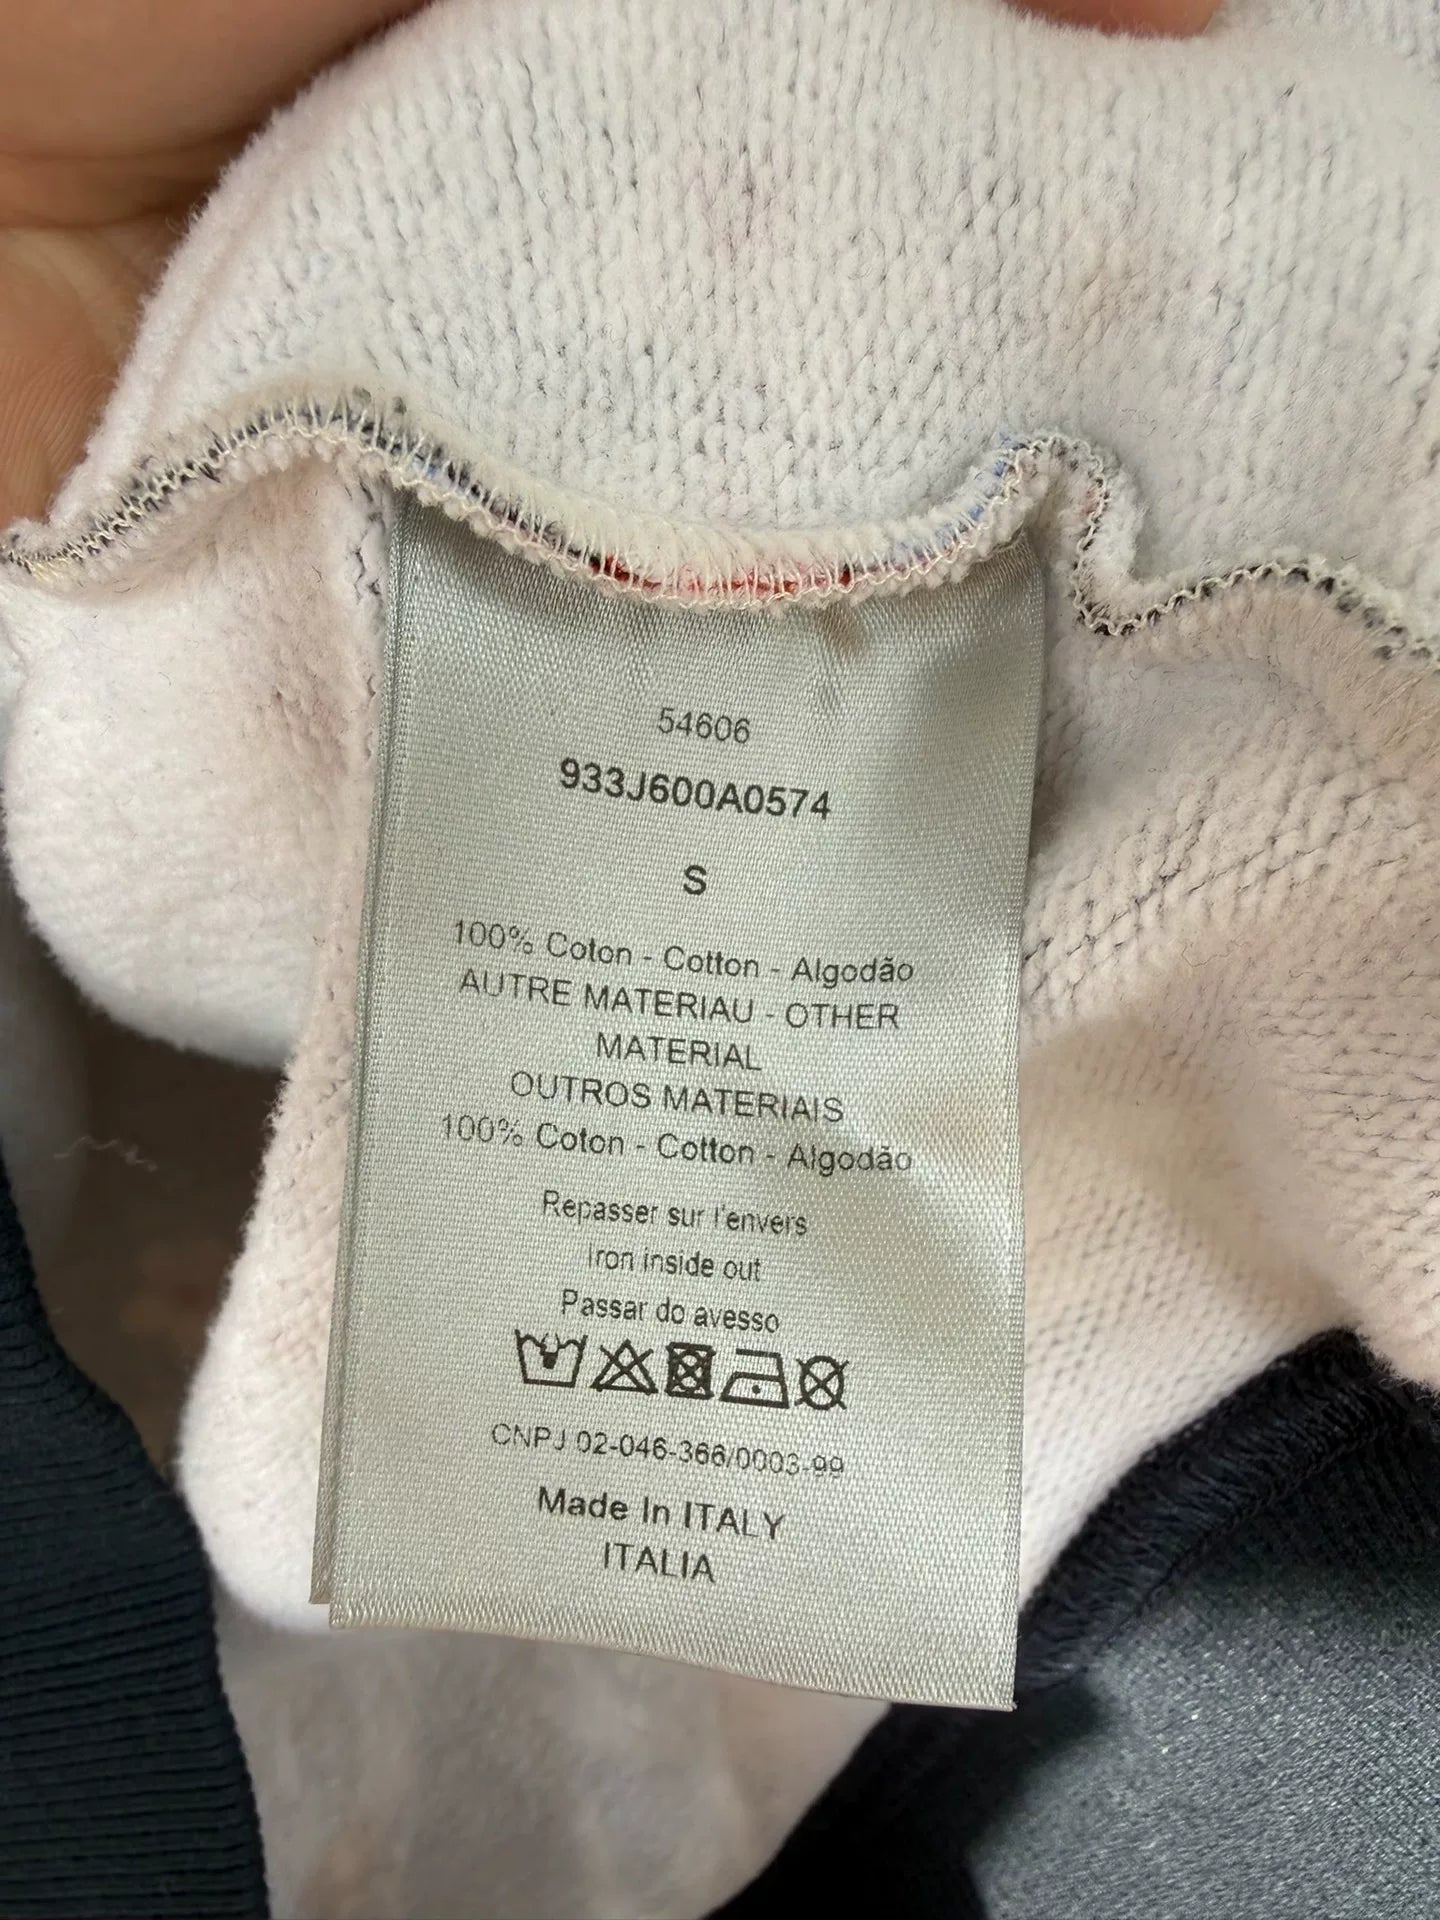 54606
933J600A0574
S
100% Coton - Cotton - Algodão
AUTRE MATERIAU - OTHER
MATERIAL
OUTROS MATERIAIS
100% Coton - Cotton - Algodão
Repasser sur l'envers
Iron inside out
Passar do avesso
CNPJ 02-046-366/0003-99
Made In ITALY
ITALIA